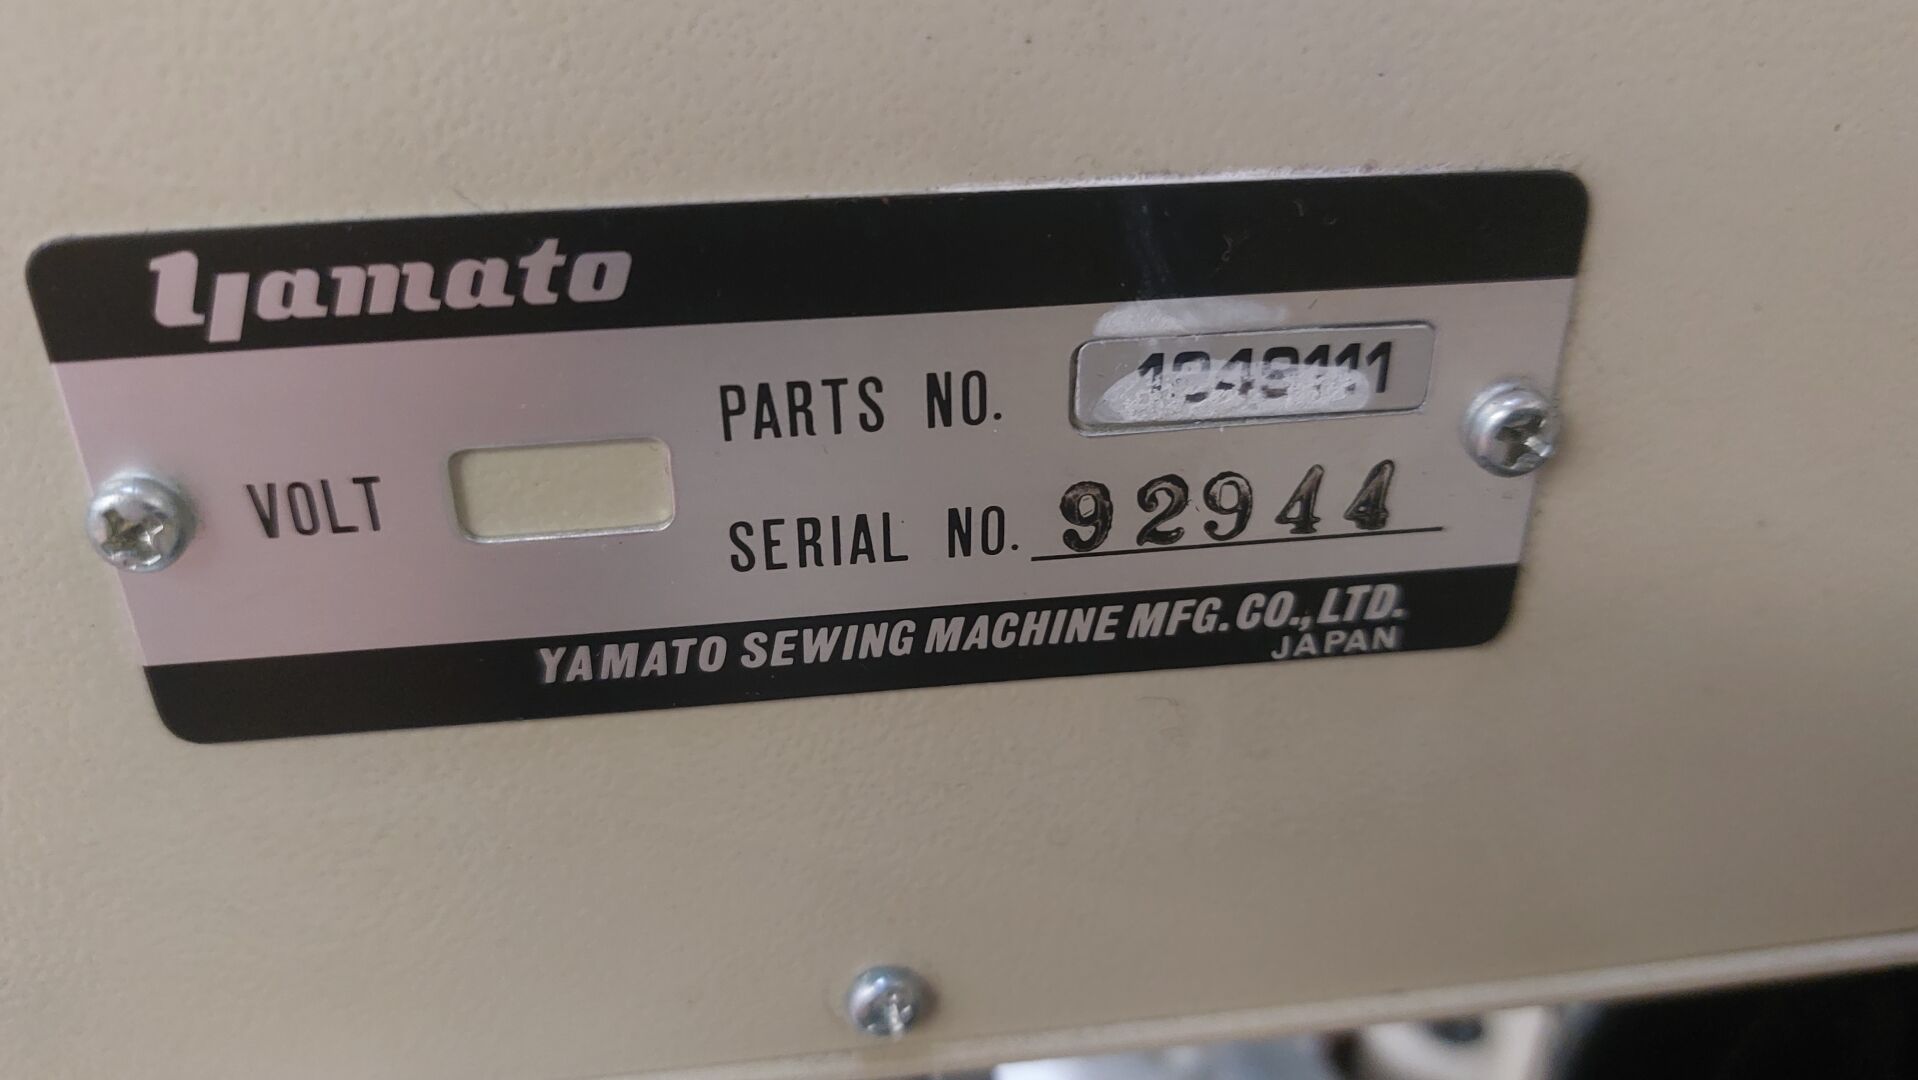 yamato
PARTS NO.
VOLT
SERIAL NO. 92944
YAMATO SEWING MACHINE MFG. CO., LTD.
JAPAN